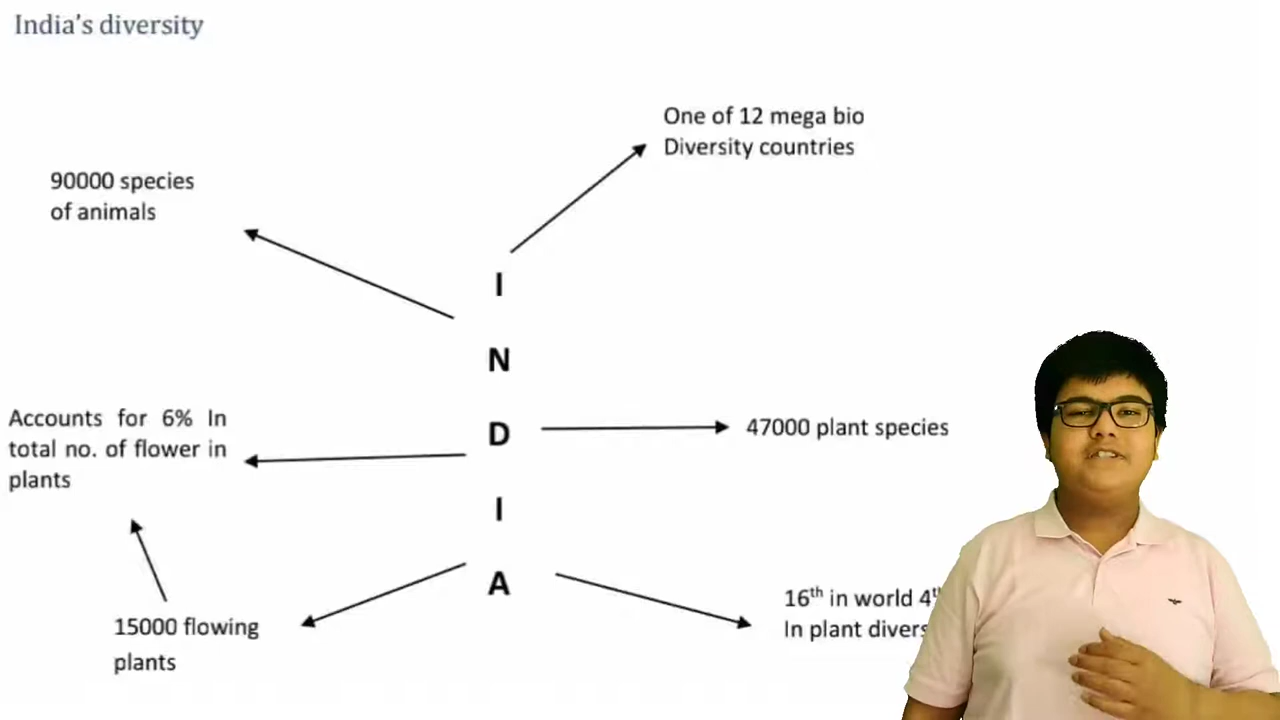 India's diversity
One of 12 mega bio
Diversity countries
90000 species
of animals
I
N
D
I
A
Accounts for 6% In
total no. of flower in
plants
47000 plant species
15000 flowing
plants
16th in world
In plant